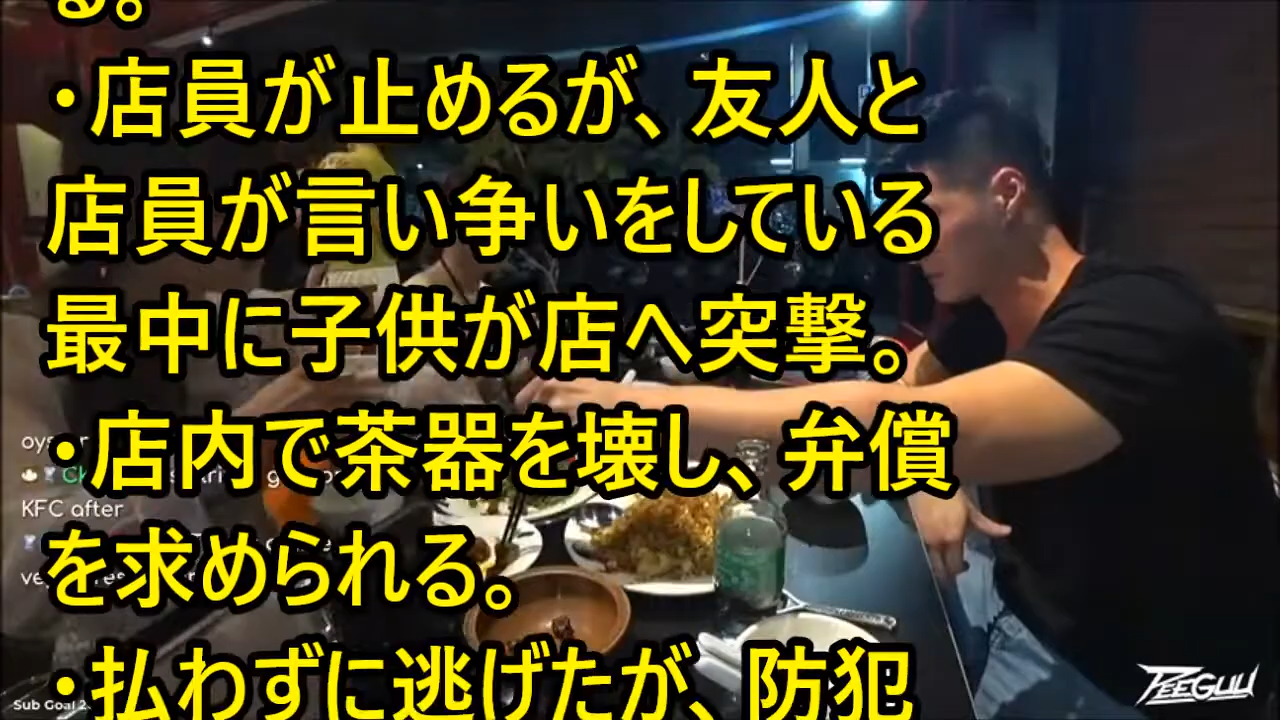 る。
・店員が止めるが、友人と
店員が言い争いをしている
最中に子供が店へ突撃。
・店内で茶器を壊し、弁償
を求められる。
・払わずに逃げたが、防犯
KFC after
Sub Goal 2
PEEGUU